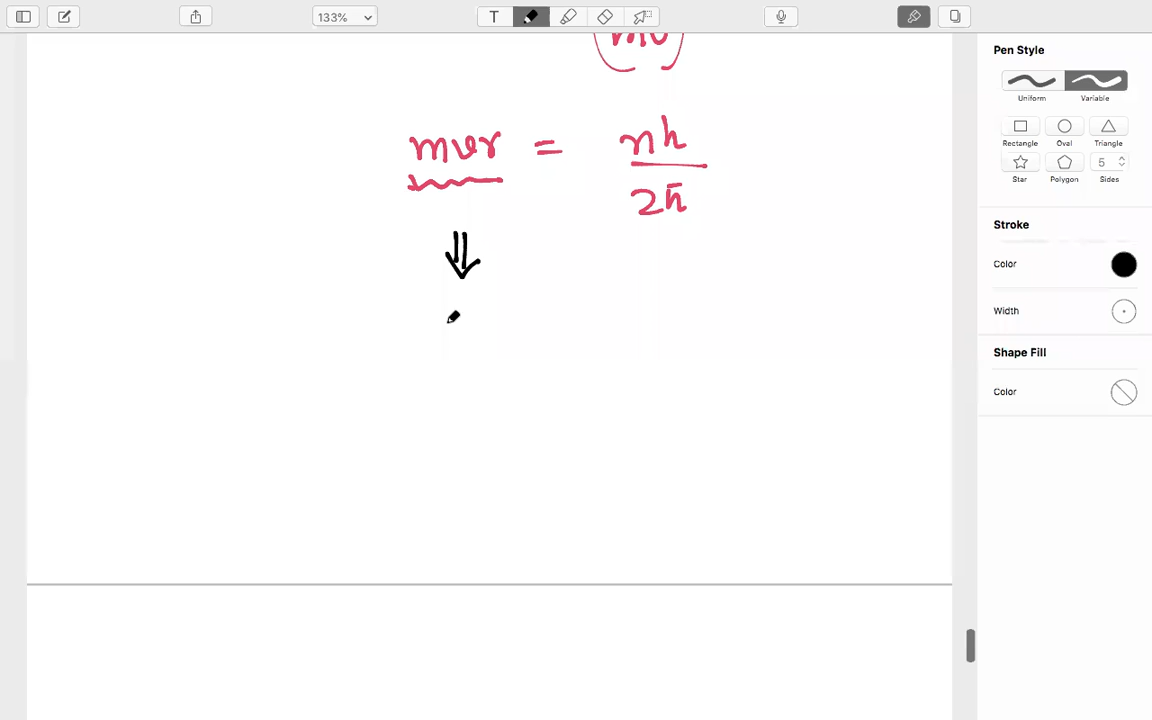 133%
T
Pen Style
mv
Uniform
Variable
mvr = nh
2π
Rectangle
Oval
Triangle
5
Star
Polygon
Sides
Stroke
Color
Width
Shape Fill
Color